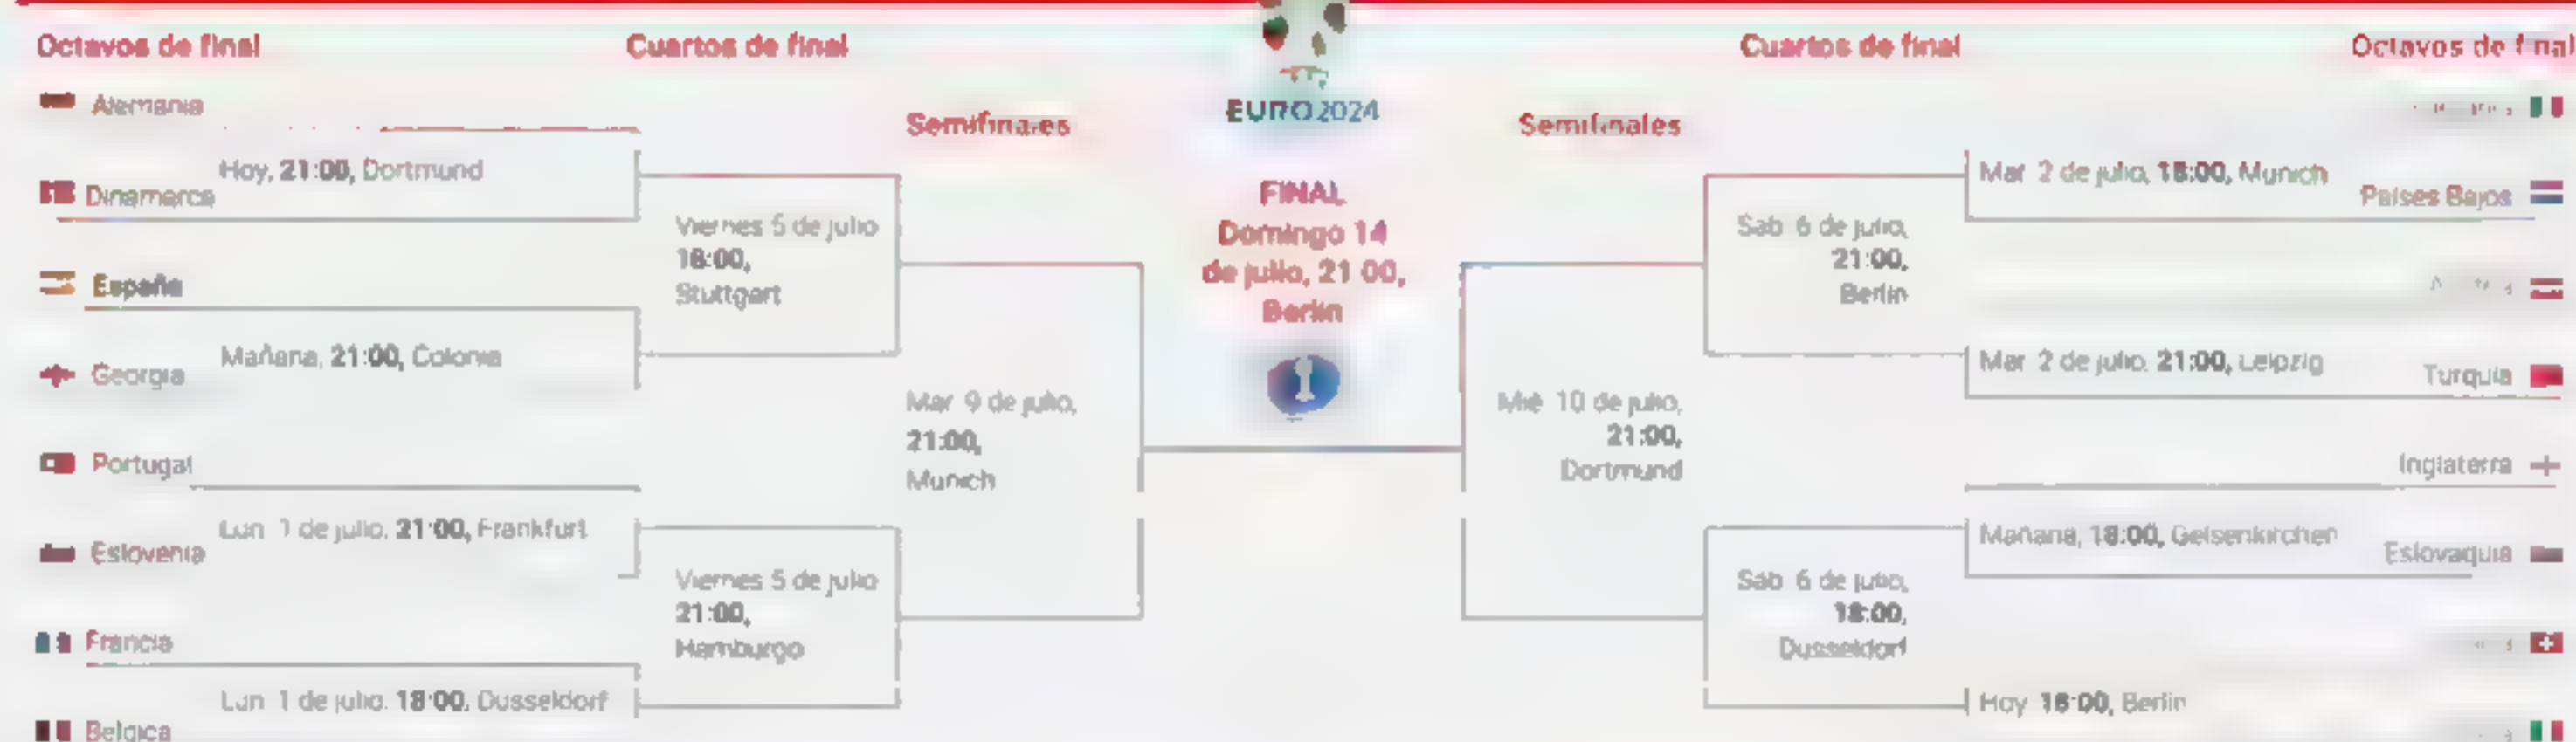 Octavos de final
Cuartos de final
Cuartos de final
Octavos de final
Alemania
EURO2024
Semifinales
Semifinales
Hoy, 21:00, Dortmund
Mar 2 de julio, 18:00, Munich
Dinamarca
FINAL
Países Bajos
Viernes 5 de julio
Domingo 14
Sab 6 de julio,
18:00,
21:00,
de julio, 21 00,
España
Stuttgart
Berlin
Berlin
Mañana, 21:00, Colonia
Mar 2 de julio. 21:00, Leipzig
Georgia
Turquia
Mar 9 de julio,
Mié 10 de julio,
21:00,
21:00,
Portugal
Inglaterra
Munich
Dortmund
Lun 1 de julio. 21:00, Frankfurt
Mañana, 18:00, Gelsenkirchen
Eslovenia
Eslovaquia
Viernes 5 de julio
Sáb 6 de julio,
21:00,
18:00,
Hamburgo
Dusseldorf
Francia
Lun 1 de julio. 18:00, Dusseldorf
Hoy 18:00, Berlin
Belgica